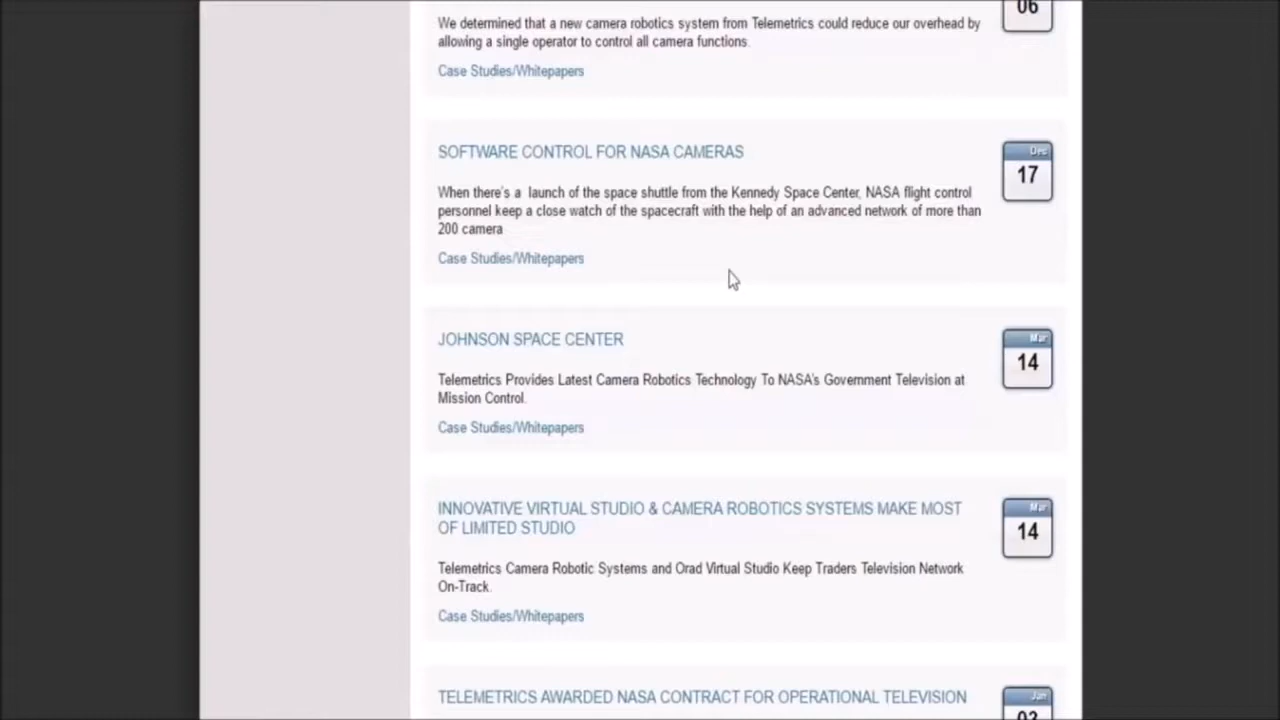 06
We determined that a new camera robotics system from Telemetrics could reduce our overhead by
allowing a single operator to control all camera functions.
Case Studies/Whitepapers
SOFTWARE CONTROL FOR NASA CAMERAS
Dec
17
When there's a launch of the space shuttle from the Kennedy Space Center, NASA flight control
personnel keep a close watch of the spacecraft with the help of an advanced network of more than
200 camera
Case Studies/Whitepapers
JOHNSON SPACE CENTER
Mar
14
Telemetrics Provides Latest Camera Robotics Technology To NASA's Government Television at
Mission Control.
Case Studies/Whitepapers
INNOVATIVE VIRTUAL STUDIO & CAMERA ROBOTICS SYSTEMS MAKE MOST
OF LIMITED STUDIO
Mar
14
Telemetrics Camera Robotic Systems and Orad Virtual Studio Keep Traders Television Network
On-Track.
Case Studies/Whitepapers
TELEMETRICS AWARDED NASA CONTRACT FOR OPERATIONAL TELEVISION
Jan
03